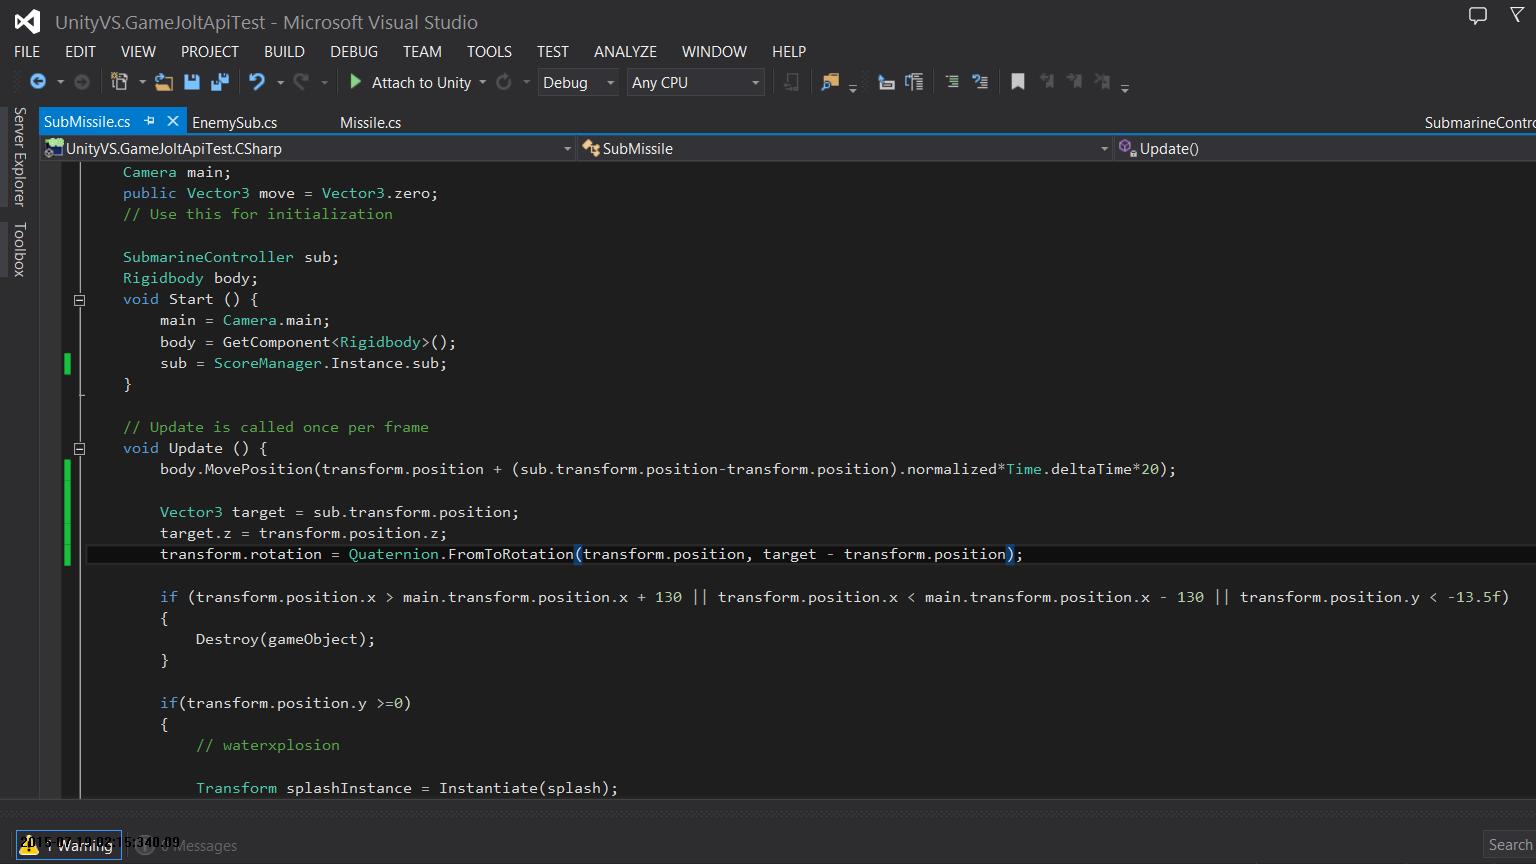 UnityVS.GameJoltApiTest - Microsoft Visual Studio
FILE EDIT VIEW PROJECT BUILD DEBUG TEAM TOOLS TEST ANALYZE WINDOW HELP
Attach to Unity Debug Any CPU
Server Explorer
Toolbox
SubMissile.cs EnemySub.cs Missile.cs SubmarineContro
UnityVS.GameJoltApiTest.CSharp SubMissile Update()
Camera main;
public Vector3 move = Vector3.zero;
// Use this for initialization
SubmarineController sub;
Rigidbody body;
void Start () {
main = Camera.main;
body = GetComponent<Rigidbody>();
sub = ScoreManager.Instance.sub;
}
// Update is called once per frame
void Update () {
body.MovePosition(transform.position + (sub.transform.position-transform.position).normalized*Time.deltaTime*20);
Vector3 target = sub.transform.position;
target.z = transform.position.z;
transform.rotation = Quaternion.FromToRotation(transform.position, target - transform.position);
if (transform.position.x > main.transform.position.x + 130 || transform.position.x < main.transform.position.x - 130 || transform.position.y < -13.5f)
{
Destroy(gameObject);
}
if(transform.position.y >=0)
{
// waterxplosion
Transform splashInstance = Instantiate(splash);
1 Warning 0 Messages
Search